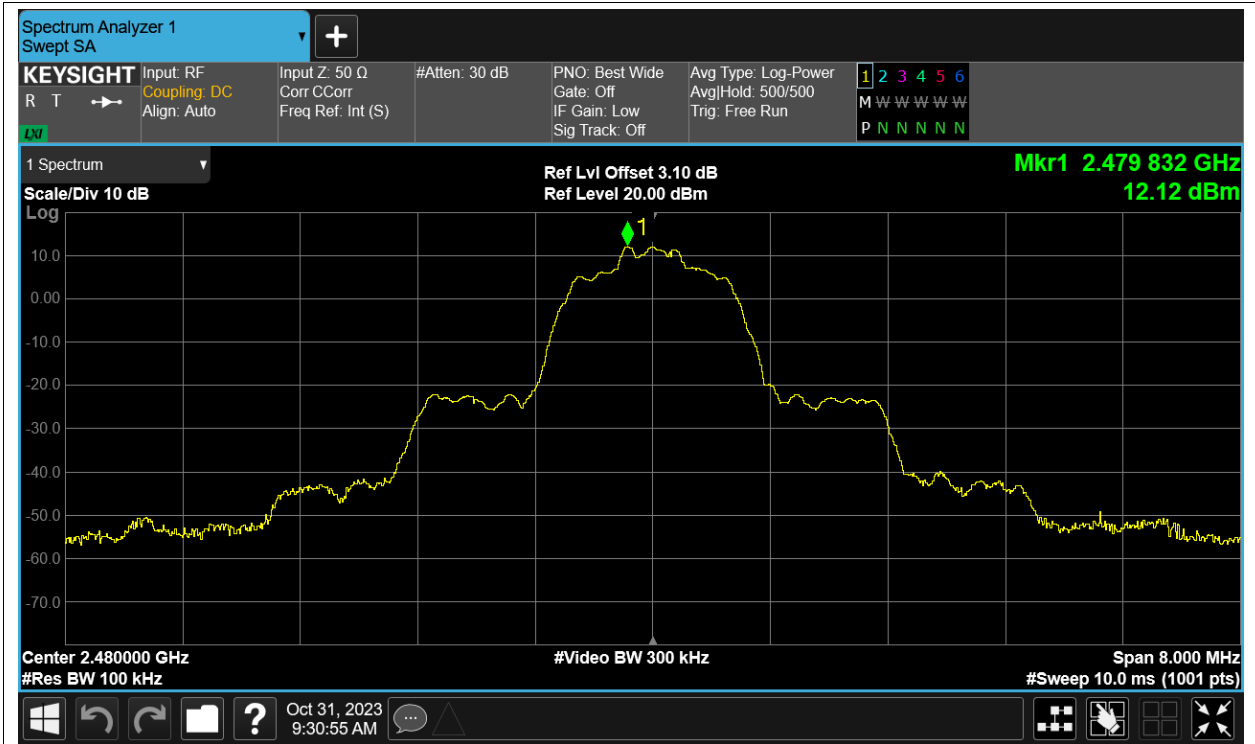 Spectrum Analyzer 1
Swept SA
+
KEYSIGHT
R T
LXI
Input: RF
Coupling: DC
Align: Auto
Input Z: 50 Ω
Corr CCorr
Freq Ref: Int (S)
#Atten: 30 dB
PNO: Best Wide
Gate: Off
IF Gain: Low
Sig Track: Off
Avg Type: Log-Power
Avg|Hold: 500/500
Trig: Free Run
1 2 3 4 5 6
M W W W W W
P N N N N N
1 Spectrum
Scale/Div 10 dB
Log
Ref Lvl Offset 3.10 dB
Ref Level 20.00 dBm
Mkr1 2.479 832 GHz
12.12 dBm
1
10.0
0.00
-10.0
-20.0
-30.0
-40.0
-50.0
-60.0
-70.0
Center 2.480000 GHz
#Video BW 300 kHz
Span 8.000 MHz
#Res BW 100 kHz
#Sweep 10.0 ms (1001 pts)
?
Oct 31, 2023
9:30:55 AM